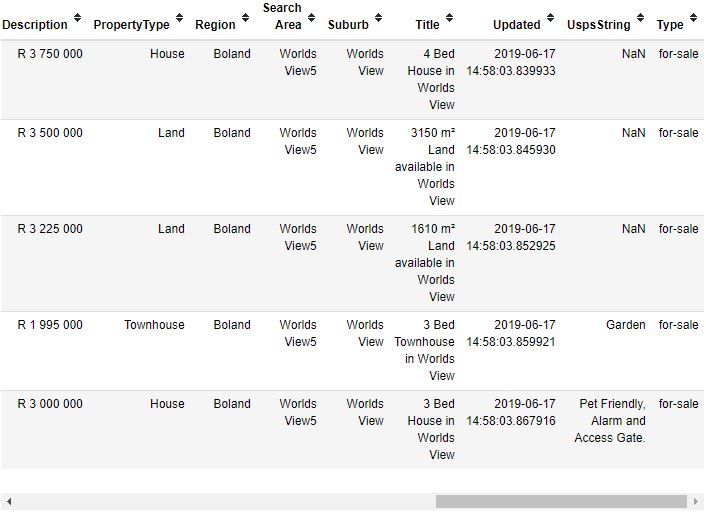 Description PropertyType Region Search Area Suburb Title Updated UspsString Type
R 3 750 000 House Boland Worlds View5 Worlds View 4 Bed House in Worlds View 2019-06-17 14:58:03.839933 NaN for-sale
R 3 500 000 Land Boland Worlds View5 Worlds View 3150 m² Land available in Worlds View 2019-06-17 14:58:03.845930 NaN for-sale
R 3 225 000 Land Boland Worlds View5 Worlds View 1610 m² Land available in Worlds View 2019-06-17 14:58:03.852925 NaN for-sale
R 1 995 000 Townhouse Boland Worlds View5 Worlds View 3 Bed Townhouse in Worlds View 2019-06-17 14:58:03.859921 Garden for-sale
R 3 000 000 House Boland Worlds View5 Worlds View 3 Bed House in Worlds View 2019-06-17 14:58:03.867916 Pet Friendly, Alarm and Access Gate. for-sale